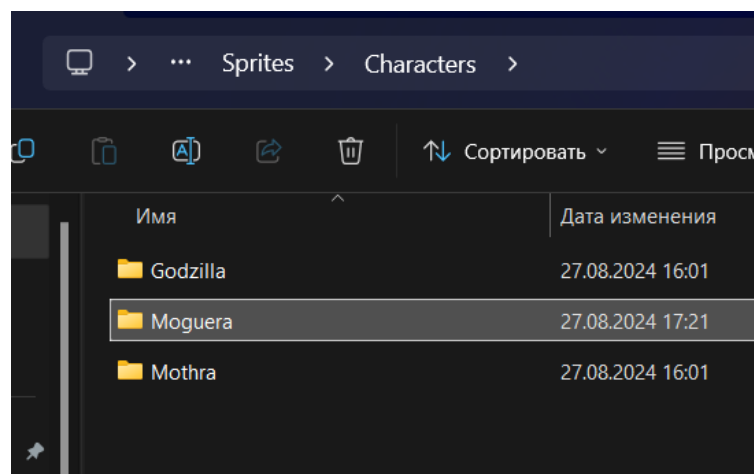 > ... Sprites > Characters >
Сортировать Просм
Имя Дата изменения
Godzilla 27.08.2024 16:01
Moguera 27.08.2024 17:21
Mothra 27.08.2024 16:01